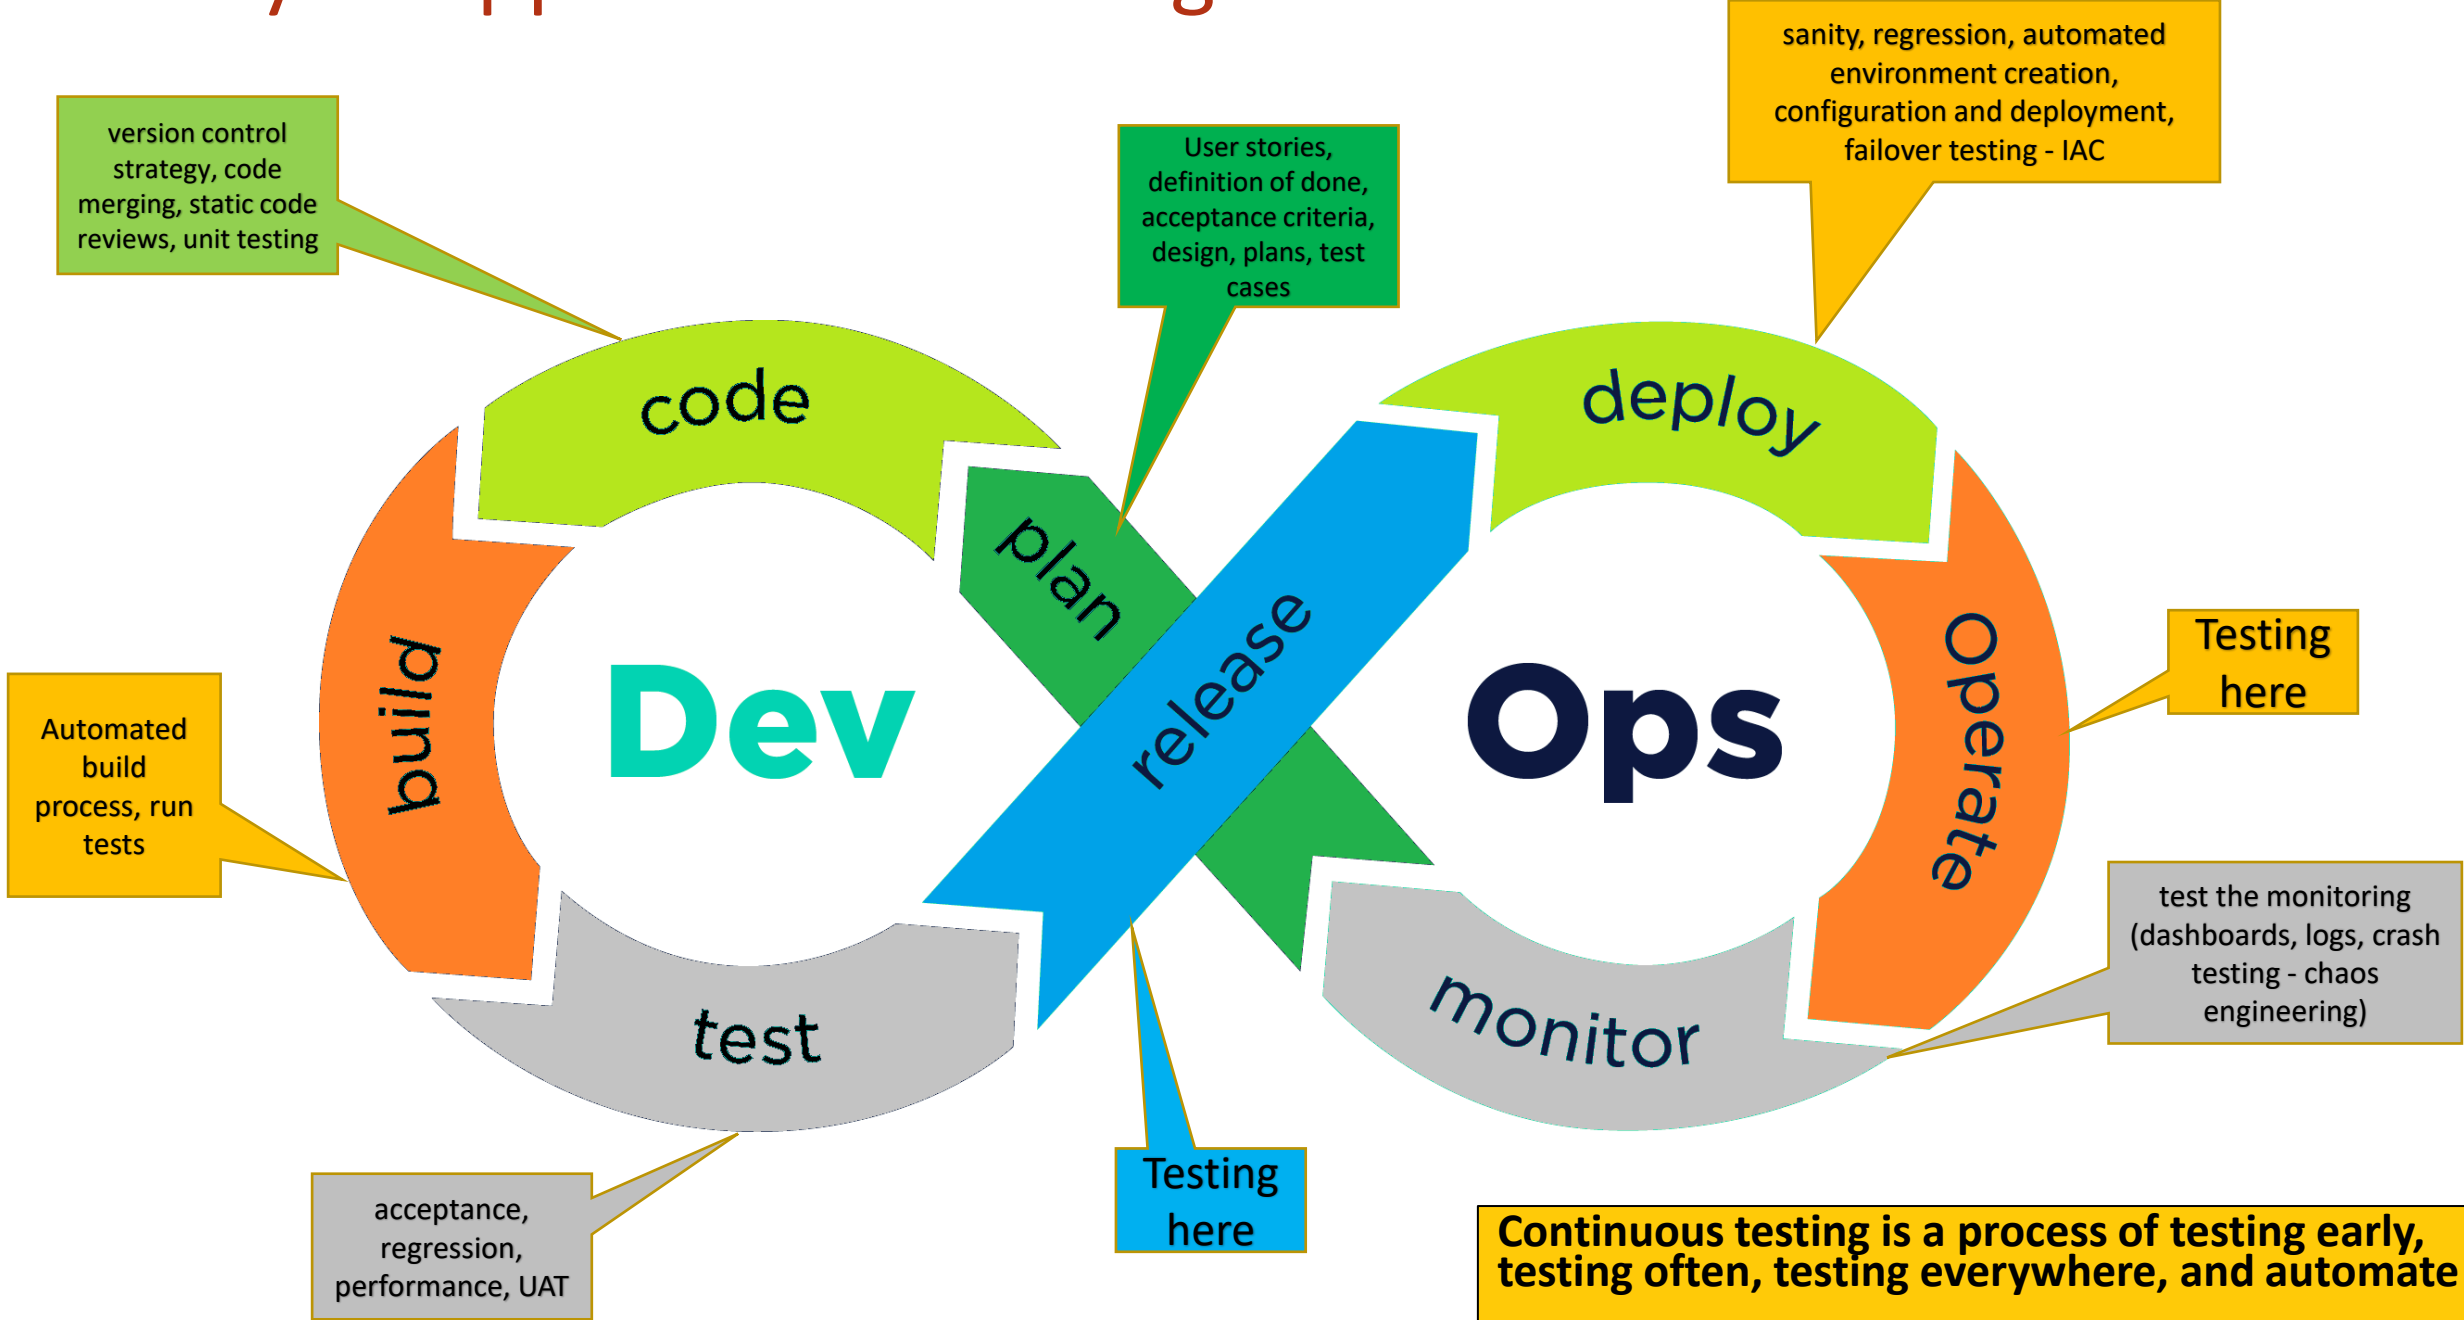 sanity, regression, automated
environment creation,
configuration and deployment,
failover testing - IAC
version control
strategy, code
merging, static code
reviews, unit testing
User stories,
definition of done,
acceptance criteria,
design, plans, test
cases
code
deploy
plan
build
Dev
release
Ops
Operate
Testing
here
Automated
build
process, run
tests
test the monitoring
(dashboards, logs, crash
testing - chaos
engineering)
test
monitor
Testing
here
acceptance,
regression,
performance, UAT
Continuous testing is a process of testing early,
testing often, testing everywhere, and automate